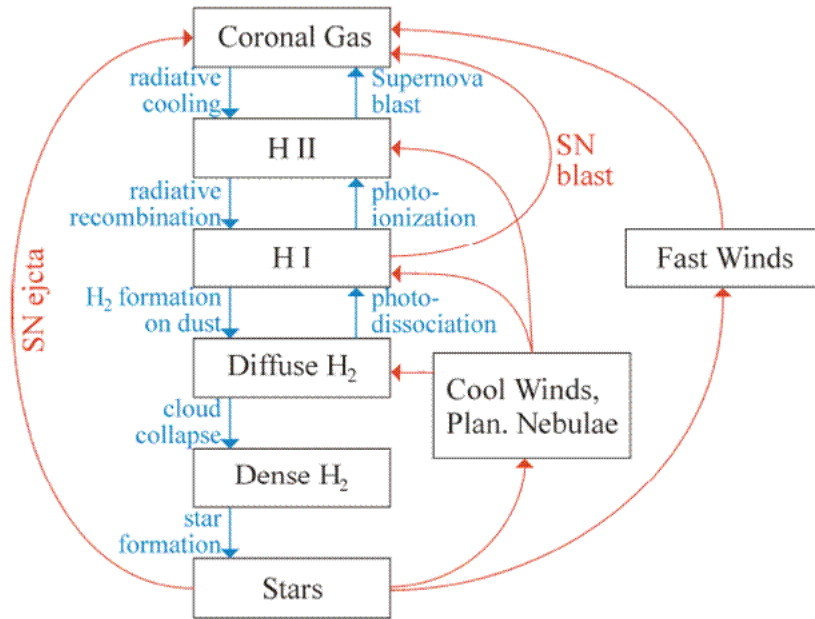 Coronal Gas
radiative
cooling
Supernova
blast
H II
SN
blast
radiative
recombination
photo-
ionization
H I
Fast Winds
SN ejcta
H₂ formation
on dust
photo-
dissociation
Diffuse H₂
Cool Winds,
Plan. Nebulae
cloud
collapse
Dense H₂
star
formation
Stars